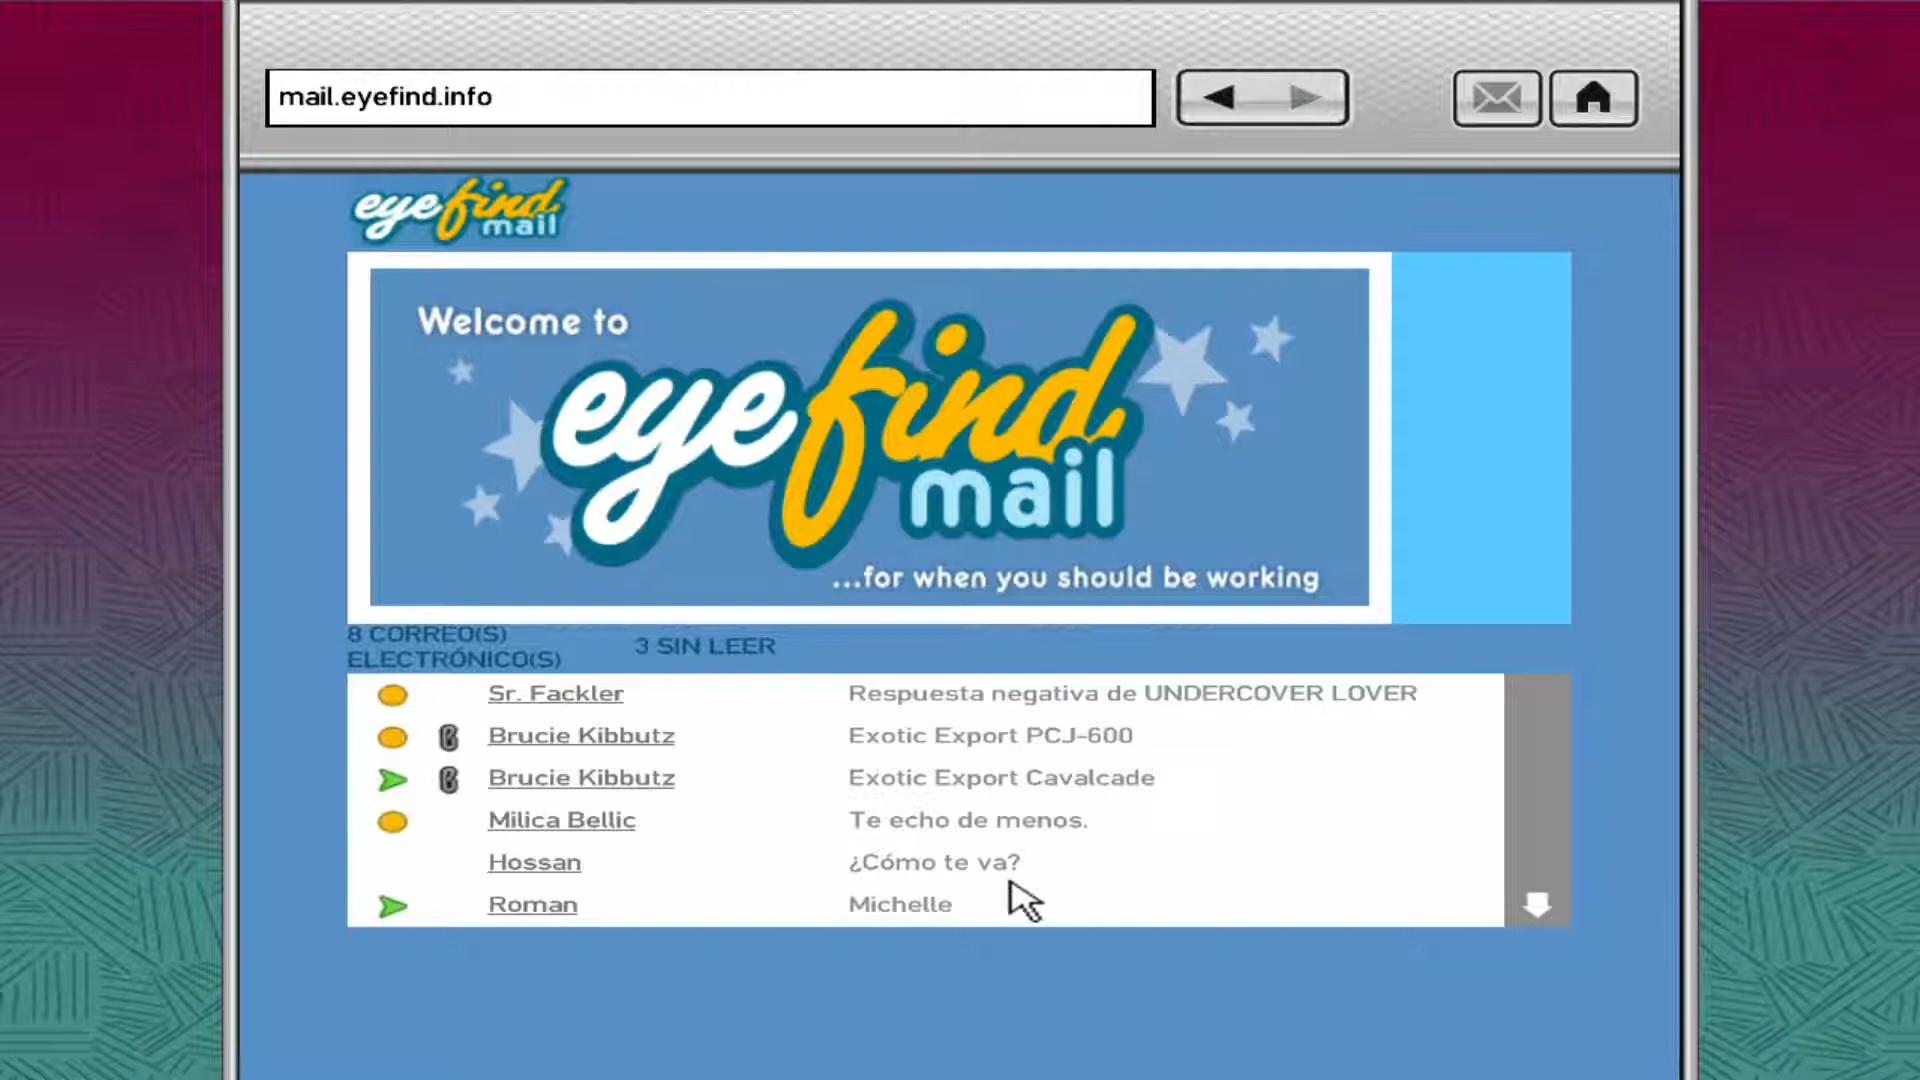 mail.eyefind.info
eyefind
mail
Welcome to
eyefind
mail
...for when you should be working
8 CORREO(S)
ELECTRÓNICO(S)
3 SIN LEER
Sr. Fackler Respuesta negativa de UNDERCOVER LOVER
Brucie Kibbutz Exotic Export PCJ-600
Brucie Kibbutz Exotic Export Cavalcade
Milica Bellic Te echo de menos.
Hossan ¿Cómo te va?
Roman Michelle